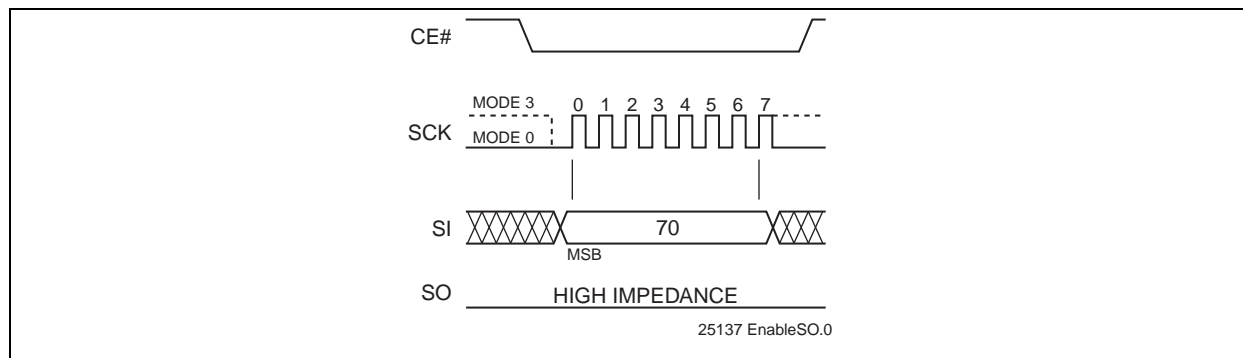 CE#
MODE 3
0 1 2 3 4 5 6 7
SCK
MODE 0
SI
70
MSB
SO
HIGH IMPEDANCE
25137 EnableSO.0